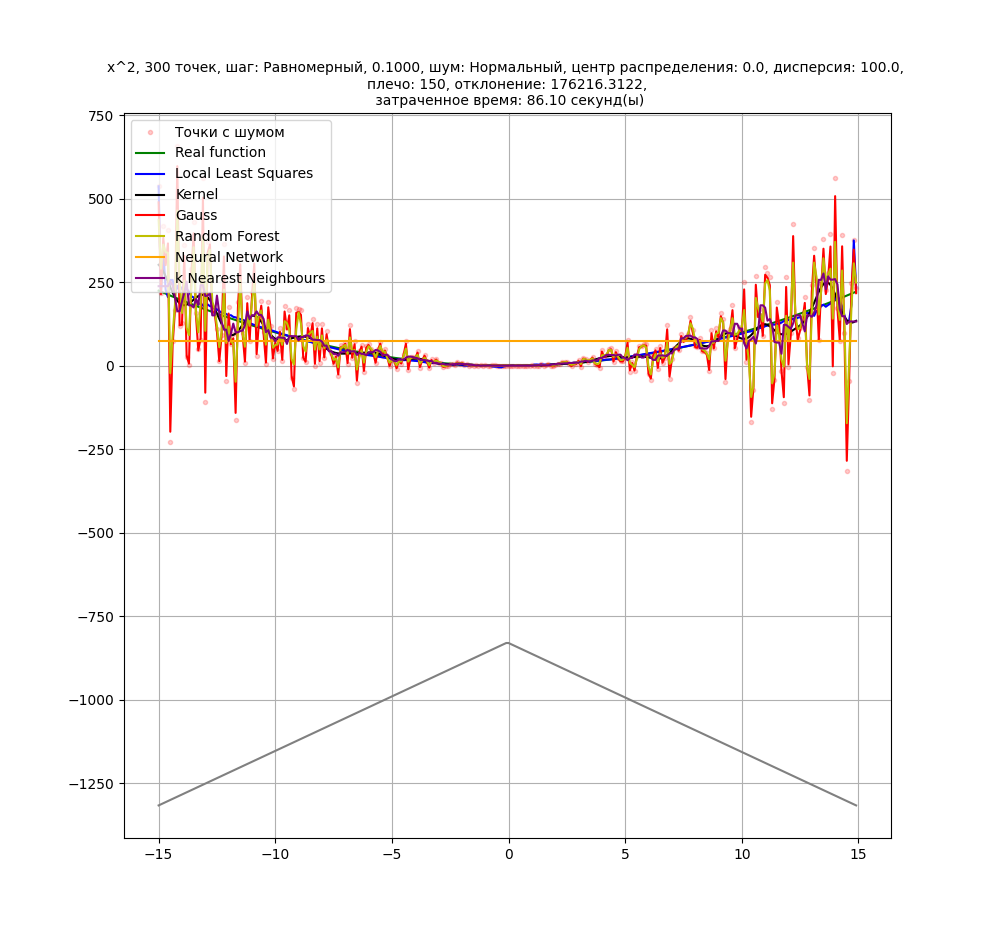 x^2, 300 точек, шаг: Равномерный, 0.1000, шум: Нормальный, центр распределения: 0.0, дисперсия: 100.0,
плечо: 150, отклонение: 176216.3122,
затраченное время: 86.10 секунд(ы)
750
500
250
0
−250
−500
−750
−1000
−1250
Точки с шумом
Real function
Local Least Squares
Kernel
Gauss
Random Forest
Neural Network
k Nearest Neighbours
−15
−10
−5
0
5
10
15